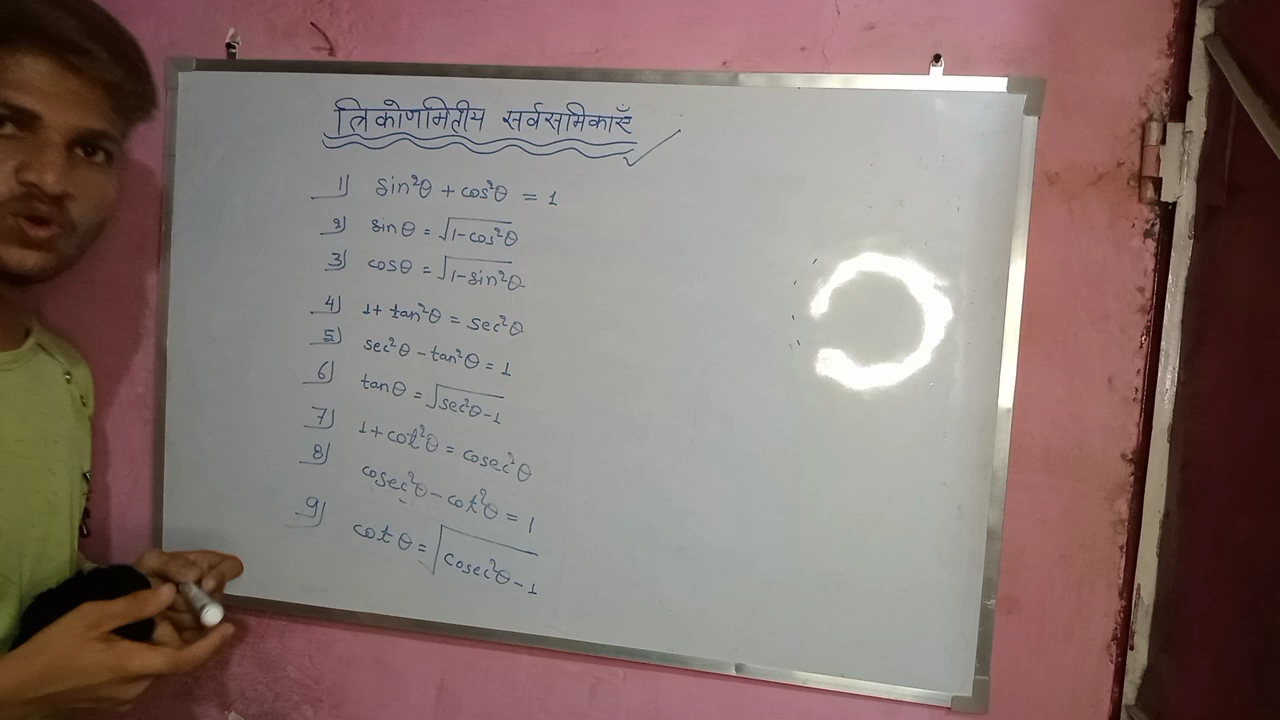 त्रिकोणमितीय सर्वसमिकाएँ
1) sin²θ + cos²θ = 1
2) sinθ = √1-cos²θ
3) cosθ = √1-sin²θ
4) 1+ tan²θ = sec²θ
5) sec²θ - tan²θ = 1
6) tanθ = √sec²θ-1
7) 1+cot²θ = cosec²θ
8) cosec²θ - cot²θ = 1
9) cotθ = √cosec²θ-1